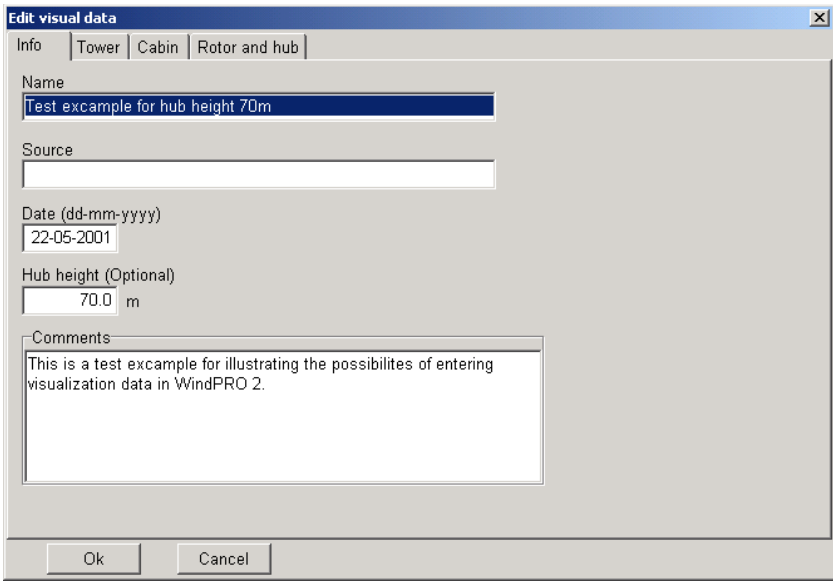 Edit visual data
Info Tower Cabin Rotor and hub
Name
Test excample for hub height 70m
Source
Date (dd-mm-yyyy)
22-05-2001
Hub height (Optional)
70.0 m
Comments
This is a test excample for illustrating the possibilites of entering
visualization data in WindPRO 2.
Ok Cancel